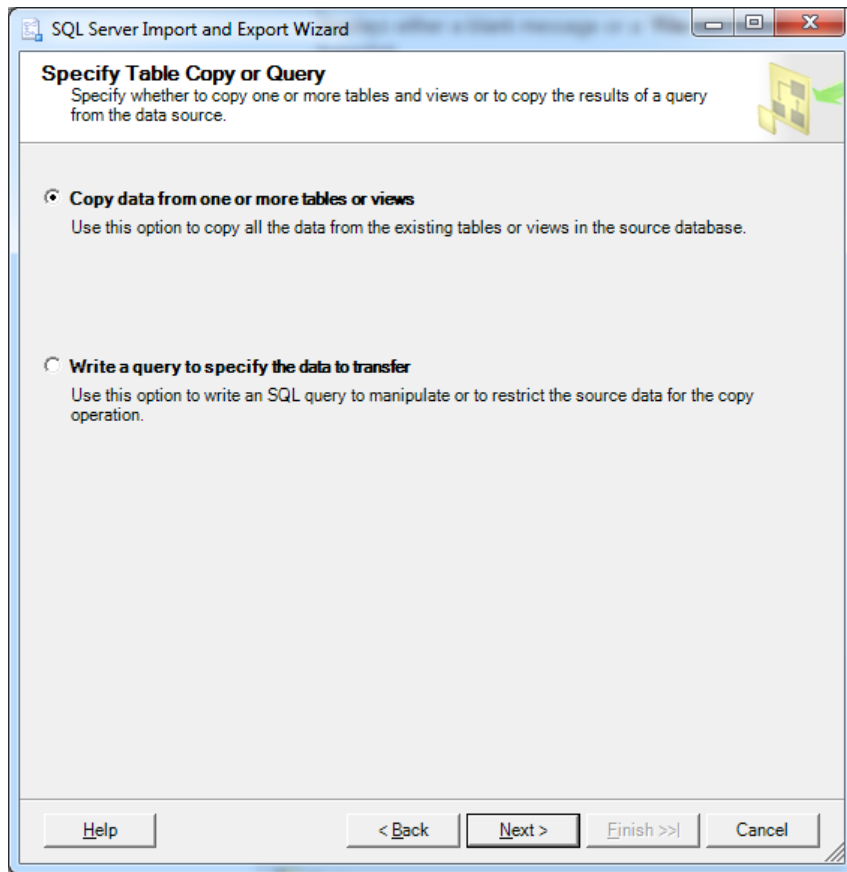 SQL Server Import and Export Wizard
Specify Table Copy or Query
Specify whether to copy one or more tables and views or to copy the results of a query
from the data source.
Copy data from one or more tables or views
Use this option to copy all the data from the existing tables or views in the source database.
Write a query to specify the data to transfer
Use this option to write an SQL query to manipulate or to restrict the source data for the copy
operation.
Help
< Back
Next >
Finish >>|
Cancel